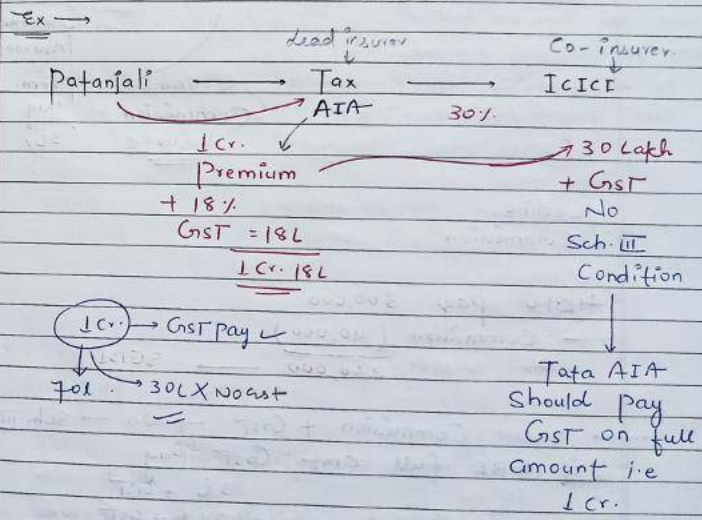 Ex →
Lead insurer
Co-insurer
Patanjali → Tax → ICICI
AIA
30%
1 Cr.
Premium
+ 18%
GST = 18L
1 Cr. 18L
30 Lakh
+ GST
No
Sch. III
Condition
1 Cr. → GST pay ✓
70L. 30L X No Gst
Tata AIA
Should pay
GST on full
amount i.e
1 Cr.